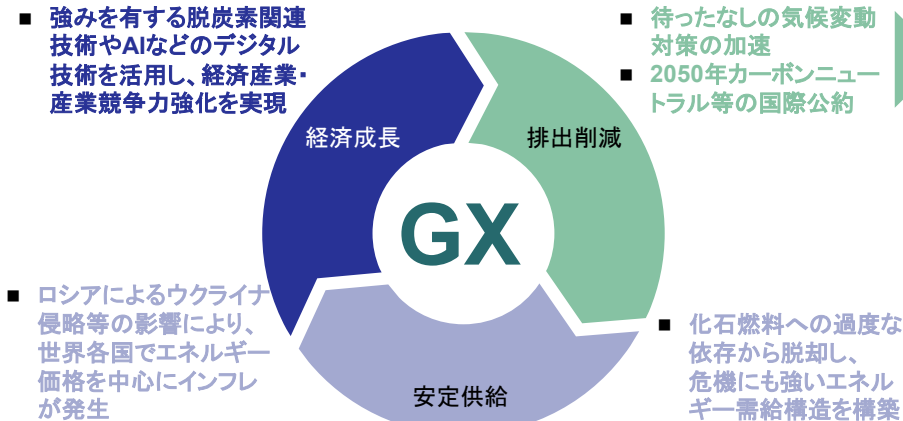 ■ 強みを有する脱炭素関連
技術やAIなどのデジタル
技術を活用し、経済産業・
産業競争力強化を実現
■ 待ったなしの気候変動
対策の加速
■ 2050年カーボンニュー
トラル等の国際公約
経済成長
排出削減
GX
■ ロシアによるウクライナ
侵略等の影響により、
世界各国でエネルギー
価格を中心にインフレ
が発生
安定供給
■ 化石燃料への過度な
依存から脱却し、
危機にも強いエネル
ギー需給構造を構築